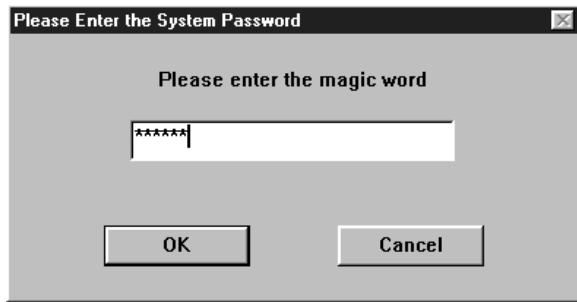 Please Enter the System Password
Please enter the magic word
******
OK
Cancel